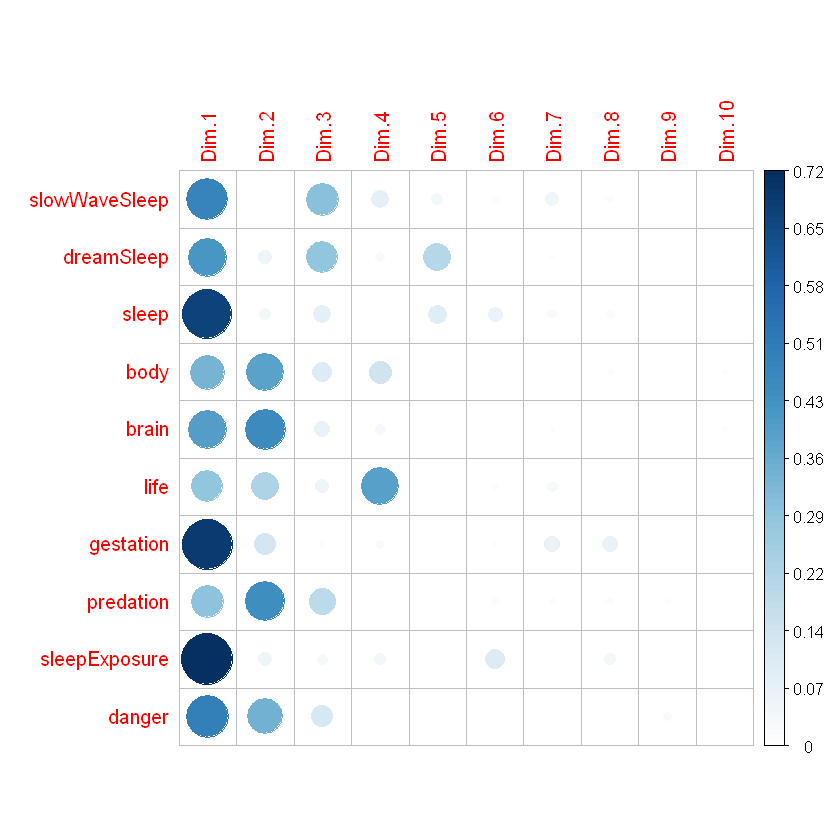 Dim.1 Dim.2 Dim.3 Dim.4 Dim.5 Dim.6 Dim.7 Dim.8 Dim.9 Dim.10
slowWaveSleep
dreamSleep
sleep
body
brain
life
gestation
predation
sleepExposure
danger
0.72
0.65
0.58
0.51
0.43
0.36
0.29
0.22
0.14
0.07
0